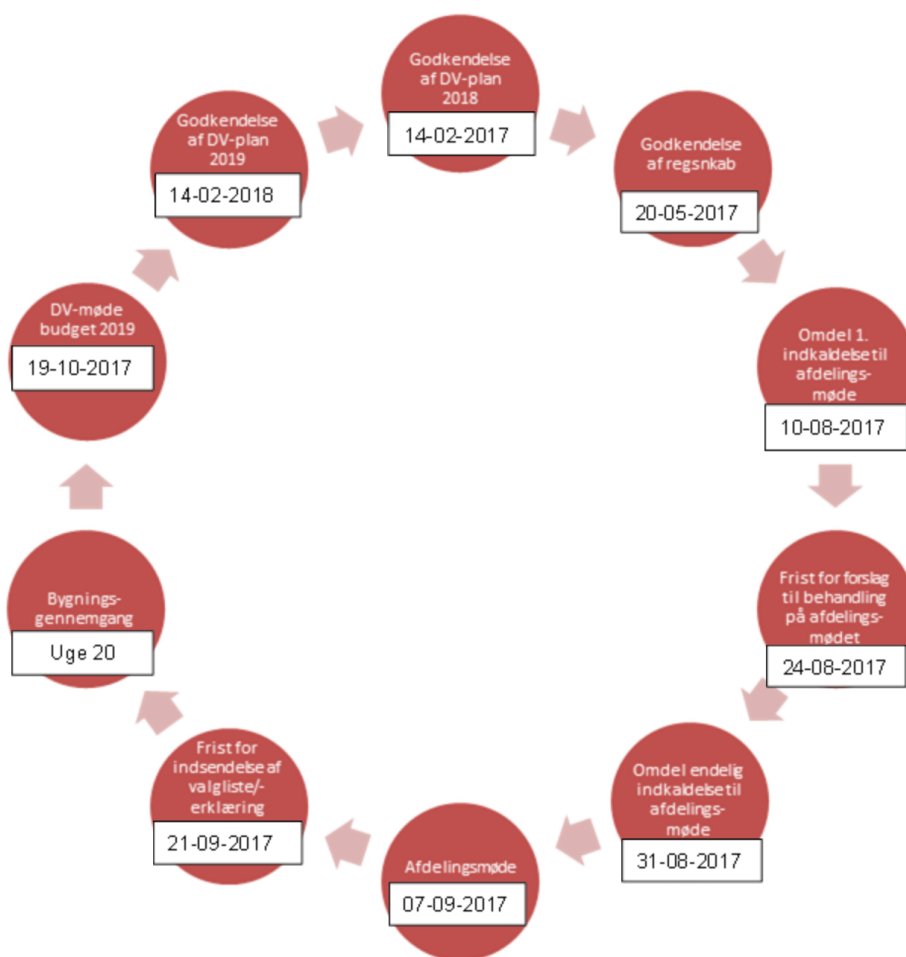 Godkendelse
af DV-plan
2018
14-02-2017
Godkendelse
af regsnkab
20-05-2017
Omdel 1.
indkaldelse til
afdelings-
møde
10-08-2017
Frist for forslag
til behandling
på afdelings-
mødet
24-08-2017
Omdel endelig
indkaldelse til
afdelings-
møde
31-08-2017
Afdelingsmøde
07-09-2017
Frist for
indsendelse af
valgliste/-
erklæring
21-09-2017
Bygnings-
gennemgang
Uge 20
DV-møde
budget 2019
19-10-2017
Godkendelse
af DV-plan
2019
14-02-2018